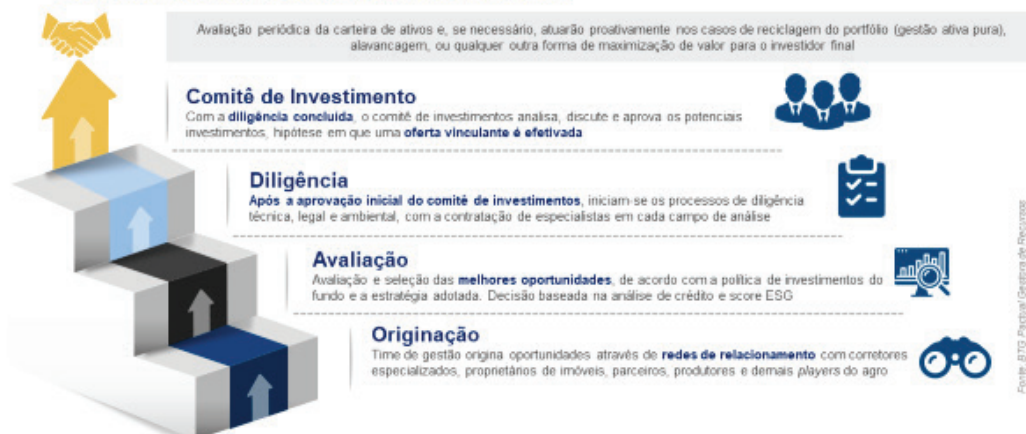 Avaliação periódica da carteira de ativos e, se necessário, atuarão proativamente nos casos de reciclagem do portfólio (gestão ativa pura),
alavancagem, ou qualquer outra forma de maximização de valor para o investidor final
Comitê de Investimento
Com a diligência concluída, o comitê de investimentos analisa, discute e aprova os potenciais
investimentos, hipótese em que uma oferta vinculante é efetivada
Diligência
Após a aprovação inicial do comitê de investimentos, iniciam-se os processos de diligência
técnica, legal e ambiental, com a contratação de especialistas em cada campo de análise
Avaliação
Avaliação e seleção das melhores oportunidades, de acordo com a política de investimentos do
fundo e a estratégia adotada. Decisão baseada na análise de crédito e score ESG
Originação
Time de gestão origina oportunidades através de redes de relacionamento com corretores
especializados, proprietários de imóveis, parceiros, produtores e demais players do agro
Fonte: BTG Pactual Gestora de Recursos